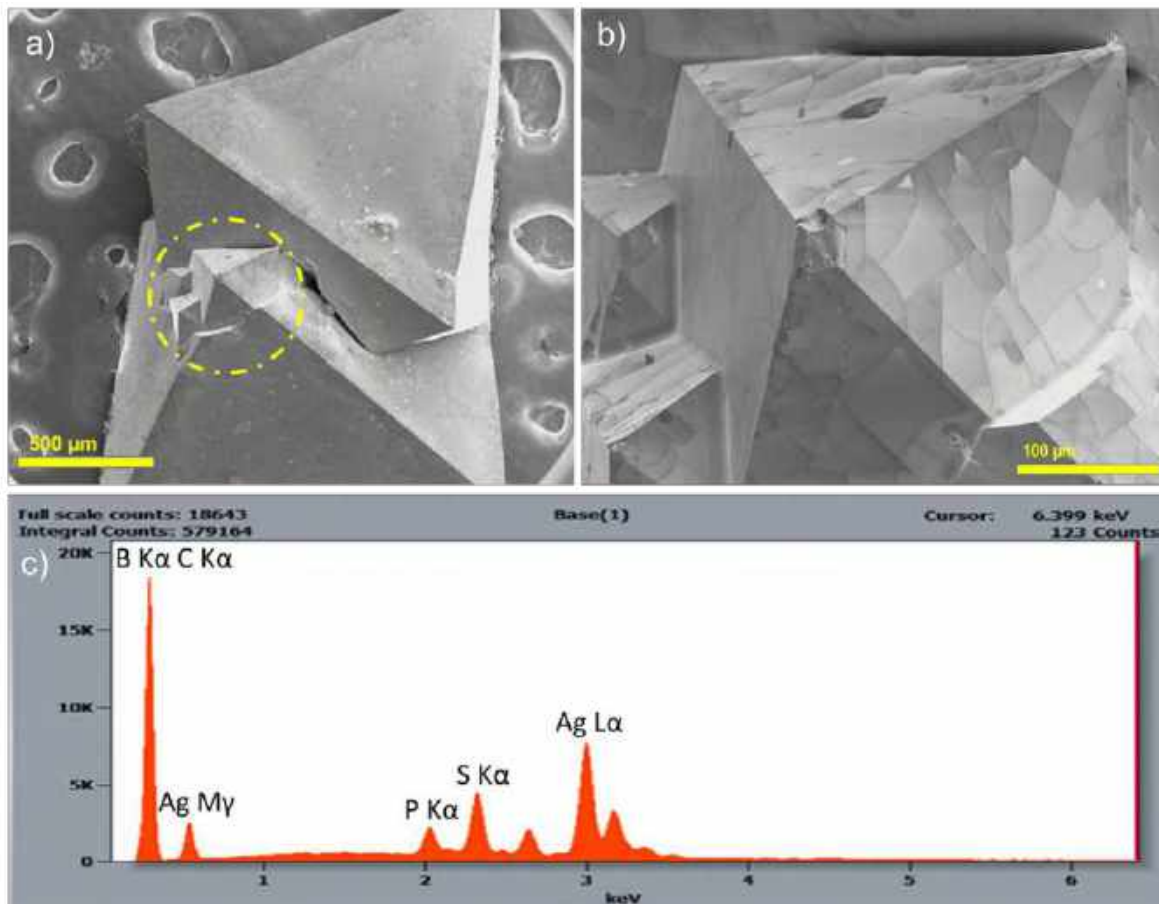 a)
b)
500 µm
100 µm
Full scale counts: 18643
Base(1)
Cursor: 6.399 keV
Integral Counts: 579164
123 Counts
c)
20K
B Kα C Kα
15K
10K
Ag Lα
5K
S Kα
Ag Mγ
P Kα
0
1
2
3
4
5
6
keV